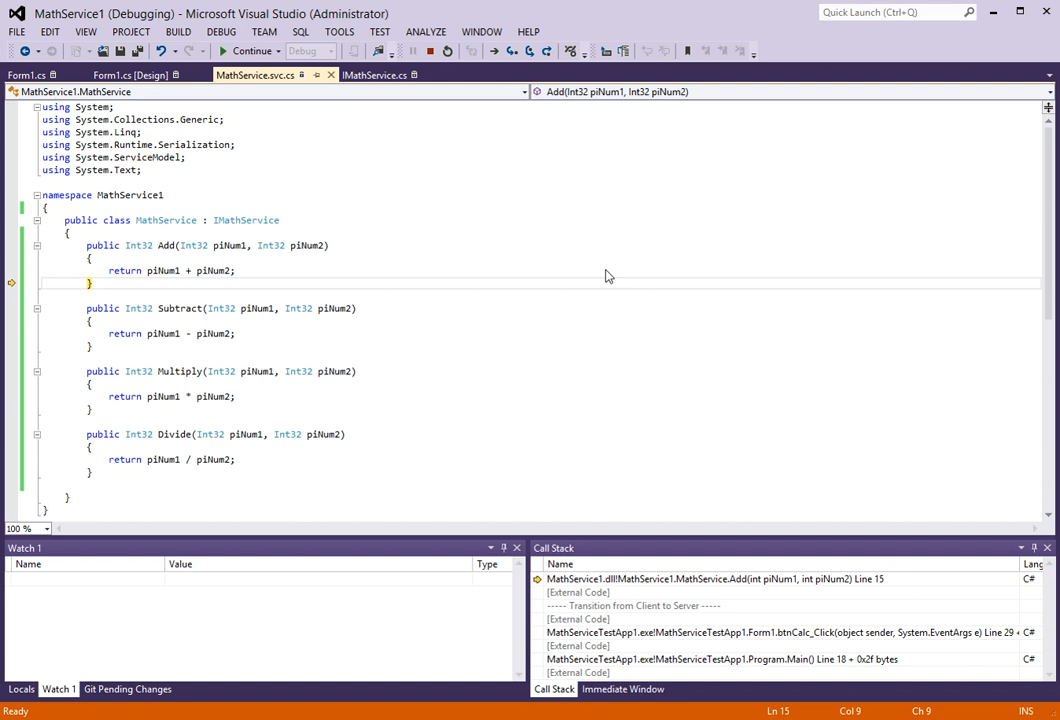 MathService1 (Debugging) - Microsoft Visual Studio (Administrator)
Quick Launch (Ctrl+Q)
FILE EDIT VIEW PROJECT BUILD DEBUG TEAM SQL TOOLS TEST ANALYZE WINDOW HELP
Continue Debug
Form1.cs Form1.cs [Design] MathService.svc.cs IMathService.cs
MathService1.MathService Add(Int32 piNum1, Int32 piNum2)
using System;
using System.Collections.Generic;
using System.Linq;
using System.Runtime.Serialization;
using System.ServiceModel;
using System.Text;
namespace MathService1
{
public class MathService : IMathService
{
public Int32 Add(Int32 piNum1, Int32 piNum2)
{
return piNum1 + piNum2;
}
public Int32 Subtract(Int32 piNum1, Int32 piNum2)
{
return piNum1 - piNum2;
}
public Int32 Multiply(Int32 piNum1, Int32 piNum2)
{
return piNum1 * piNum2;
}
public Int32 Divide(Int32 piNum1, Int32 piNum2)
{
return piNum1 / piNum2;
}
}
}
100 %
Watch 1
Name Value Type
Call Stack
Name Lang
MathService1.dll!MathService1.MathService.Add(int piNum1, int piNum2) Line 15 C#
[External Code]
----- Transition from Client to Server -----
[External Code]
MathServiceTestApp1.exe!MathServiceTestApp1.Form1.btnCalc_Click(object sender, System.EventArgs e) Line 29 + C#
[External Code]
MathServiceTestApp1.exe!MathServiceTestApp1.Program.Main() Line 18 + 0x2f bytes C#
[External Code]
Locals Watch 1 Git Pending Changes
Call Stack Immediate Window
Ready Ln 15 Col 9 Ch 9 INS